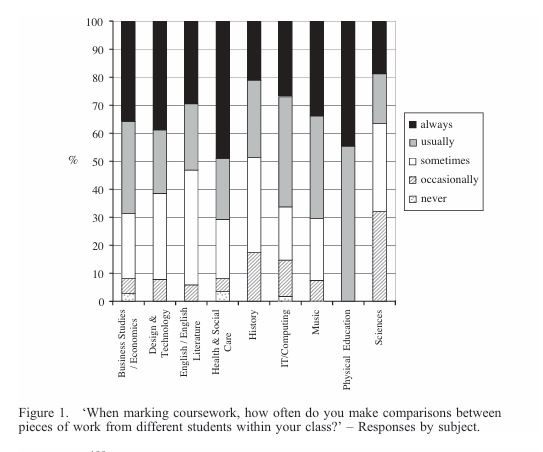 100
90
80
70
60
50
40
30
20
10
0
%
always
usually
sometimes
occasionally
never
Business Studies
/ Economics
Design &
Technology
English / English
Literature
Health & Social
Care
History
IT/Computing
Music
Physical Education
Sciences
Figure 1. ‘When marking coursework, how often do you make comparisons between
pieces of work from different students within your class?’ – Responses by subject.
100